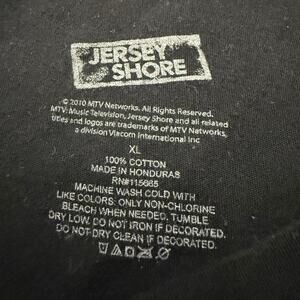 JERSEY
SHORE
© 2010 MTV Networks. All Rights Reserved.
MTV: Music Television, Jersey Shore and all related
titles and logos are trademarks of MTV Networks,
a division Viacom International Inc
XL
100% COTTON
MADE IN HONDURAS
RN#115665
MACHINE WASH COLD WITH
LIKE COLORS. ONLY NON-CHLORINE
BLEACH WHEN NEEDED. TUMBLE
DRY LOW. DO NOT IRON IF DECORATED.
DO NOT DRY CLEAN IF DECORATED.